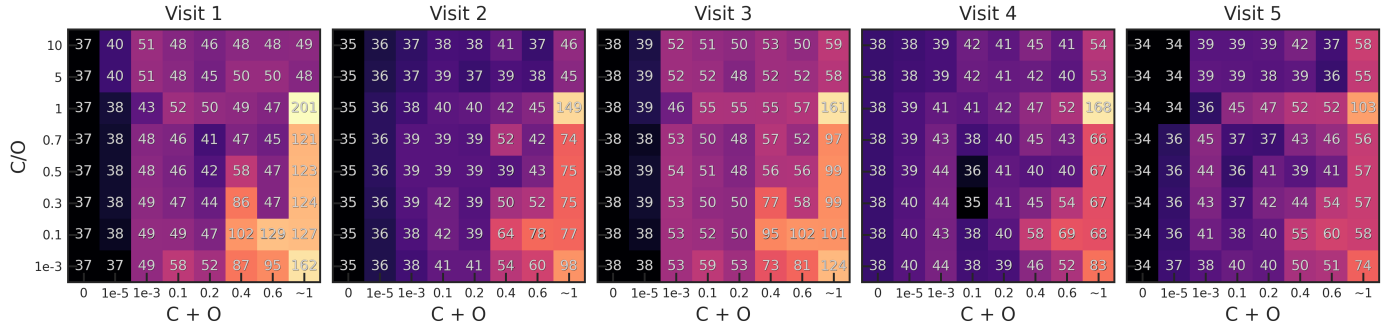 Visit 1 Visit 2 Visit 3 Visit 4 Visit 5
10 37 40 51 48 46 48 48 49 35 36 37 38 38 41 37 46 38 39 52 51 50 53 50 59 38 38 39 42 41 45 41 54 34 34 39 39 39 42 37 58
5 37 40 51 48 45 50 50 48 35 36 38 37 39 37 39 38 45 38 39 52 52 48 52 52 58 38 38 39 42 41 42 40 53 34 34 39 39 38 39 36 55
1 37 38 43 52 50 49 47 201 35 36 38 40 40 42 45 149 38 39 46 55 55 55 57 161 38 39 41 41 42 47 52 168 34 34 36 45 47 52 52 103
0.7 37 38 48 46 41 47 45 121 35 36 39 39 39 52 42 74 38 39 53 50 48 57 52 97 38 39 43 38 40 45 43 66 34 36 45 37 37 43 46 56
C/O
0.5 37 38 48 46 42 58 47 123 35 36 39 39 39 39 43 75 38 39 54 51 48 56 56 99 38 39 44 36 41 40 40 67 34 36 44 36 41 39 41 57
0.3 37 38 49 47 44 86 47 124 35 36 39 42 39 50 52 75 38 39 53 50 50 77 58 99 38 40 44 35 41 45 54 67 34 36 43 37 42 44 54 57
0.1 37 38 49 49 47 102 129 127 35 36 38 42 39 64 78 77 38 39 53 52 50 95 102 101 38 40 43 38 40 58 69 68 34 36 41 38 40 55 60 58
1e-3 37 37 49 58 52 87 95 162 35 36 38 41 41 54 60 98 38 39 53 59 53 73 81 124 38 40 44 38 39 46 52 83 34 37 38 40 40 50 51 74
0 1e-5 1e-3 0.1 0.2 0.4 0.6 ~1 0 1e-5 1e-3 0.1 0.2 0.4 0.6 ~1 0 1e-5 1e-3 0.1 0.2 0.4 0.6 ~1 0 1e-5 1e-3 0.1 0.2 0.4 0.6 ~1 0 1e-5 1e-3 0.1 0.2 0.4 0.6 ~1
C + O C + O C + O C + O C + O